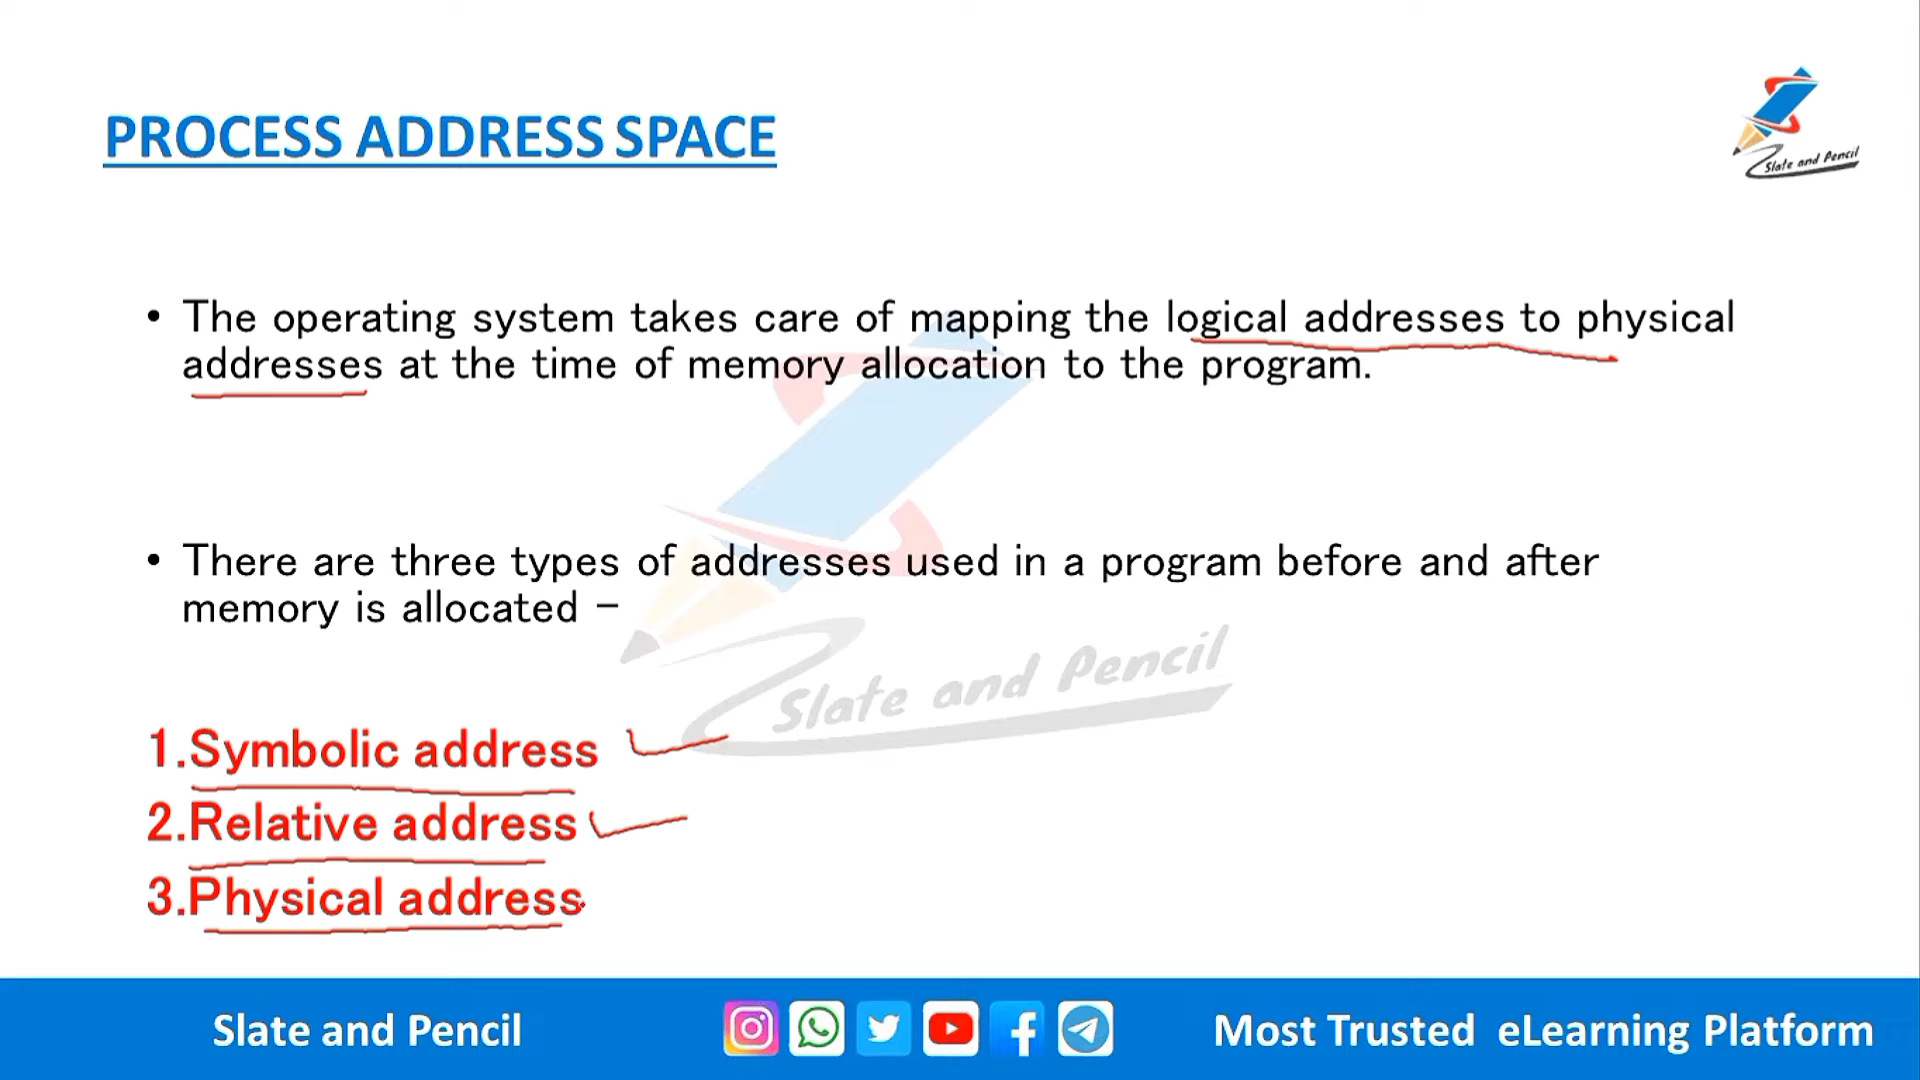 PROCESS ADDRESS SPACE
Slate and Pencil
• The operating system takes care of mapping the logical addresses to physical
addresses at the time of memory allocation to the program.
• There are three types of addresses used in a program before and after
memory is allocated –
Slate and Pencil
1.Symbolic address
2.Relative address
3.Physical address
Slate and Pencil
Most Trusted eLearning Platform